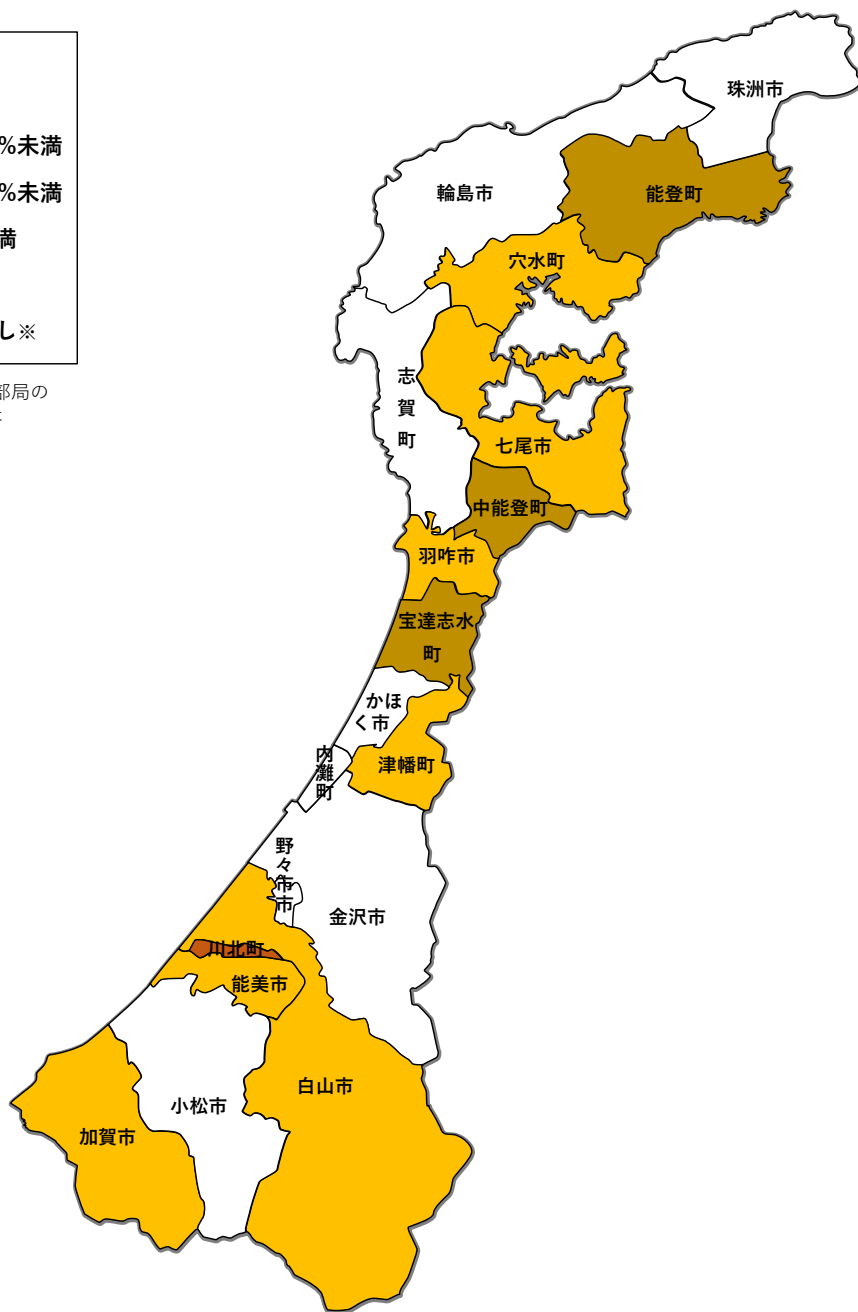 %未満
%未満
満
し※
部局の
珠洲市
輪島市
能登町
穴水町
志
賀
町
七尾市
中能登町
羽咋市
宝達志水
町
かほ
く市
内
灘
町
津幡町
野
々
市
市
金沢市
川北町
能美市
白山市
小松市
加賀市